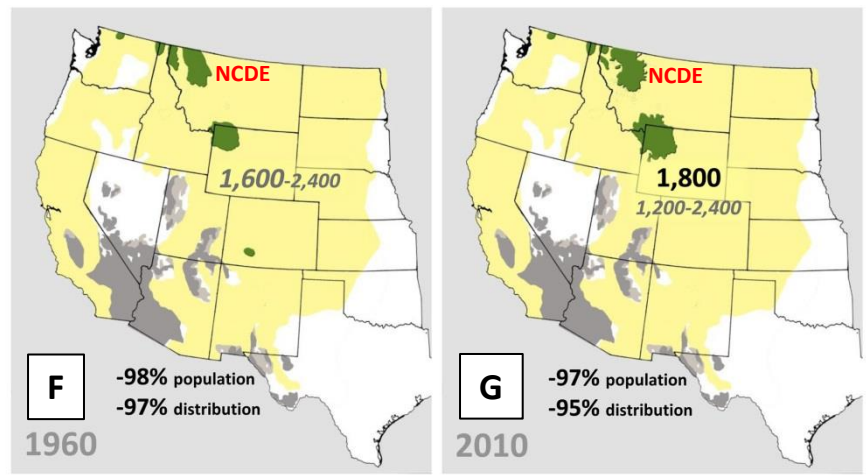 NCDE
1,600-2,400
F
-98% population
-97% distribution
1960
NCDE
1,800
1,200-2,400
G
-97% population
-95% distribution
2010